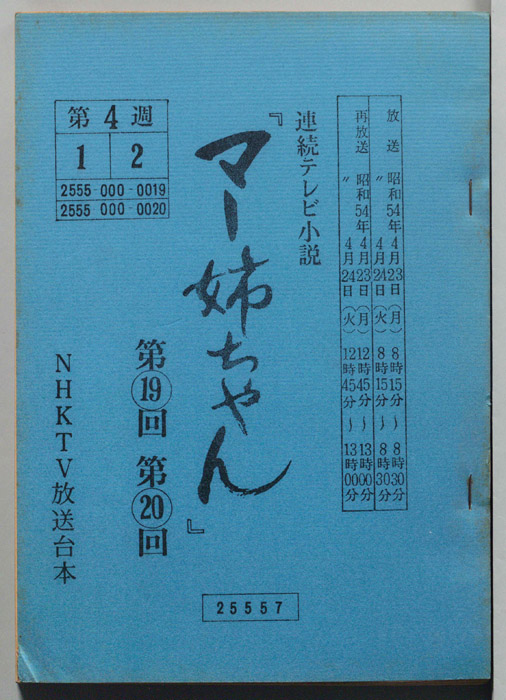 放送 昭和54年4月23日(月)8時15分〜8時30分
〃 4月24日(火)8時15分〜8時30分
再放送 昭和54年4月23日(月)12時45分〜13時00分
〃 4月24日(火)12時45分〜13時00分
連続テレビ小説
『マー姉ちゃん』
第⑲回 第⑳回
第4週
1 2
2555-000-0019
2555-000-0020
NHKTV放送台本
25557